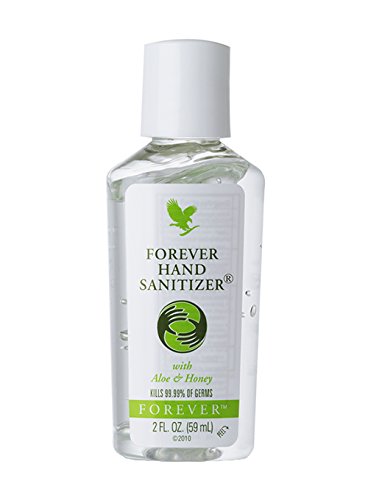 FOREVER
HAND
SANITIZER®
with
Aloe & Honey
KILLS 99.99% OF GERMS
FOREVER™
2 FL. OZ. (59 mL)
©2010